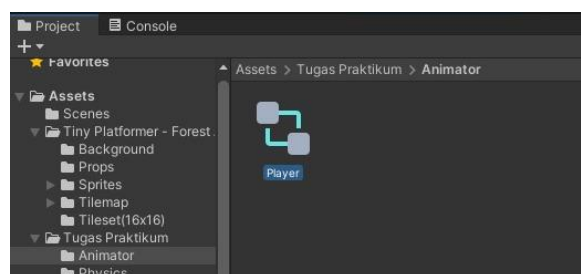 Project
Console
Favorites
Assets > Tugas Praktikum > Animator
Assets
Scenes
Tiny Platformer - Forest.
Background
Props
Sprites
Tilemap
Tileset(16x16)
Tugas Praktikum
Animator
Physics
Player